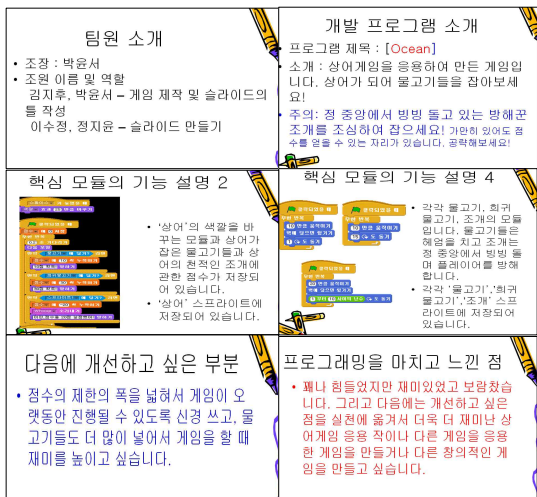 팀원 소개
• 조장 : 박윤서
• 조원 이름 및 역할
김지후, 박윤서 – 게임 제작 및 슬라이드의
틀 작성
이수정, 정지윤 – 슬라이드 만들기
개발 프로그램 소개
• 프로그램 제목 : [Ocean]
• 소개 : 상어게임을 응용하여 만든 게임입
니다. 상어가 되어 물고기들을 잡아보세
요!
• 주의: 정 중앙에서 빙빙 돌고 있는 방해꾼
조개를 조심하여 잡으세요! 가만히 있어도 점
수를 얻을 수 있는 자리가 있습니다. 공략해보세요!
핵심 모듈의 기능 설명 2
• '상어'의 색깔을 바
꾸는 모듈과 상어가
잡은 물고기들과 상
어의 천적인 조개에
관한 점수가 저장되
어 있습니다.
• '상어' 스프라이트에
저장되어 있습니다.
핵심 모듈의 기능 설명 4
• 각각 물고기, 희귀
물고기, 조개의 모듈
입니다. 물고기들은
헤엄을 치고 조개는
정 중앙에서 빙빙 돌
며 플레이어를 방해
합니다.
• 각각 '물고기','희귀
물고기','조개' 스프
라이트에 저장되어
있습니다.
다음에 개선하고 싶은 부분
• 점수의 제한의 폭을 넓혀서 게임이 오
랫동안 진행될 수 있도록 신경 쓰고, 물
고기들도 더 많이 넣어서 게임을 할 때
재미를 높이고 싶습니다.
프로그래밍을 마치고 느낀 점
• 꽤나 힘들었지만 재미있었고 보람찼습
니다. 그리고 다음에는 개선하고 싶은
점을 실천에 옮겨서 더욱 더 재미난 상
어게임 응용 작이나 다른 게임을 응용
한 게임을 만들거나 다른 창의적인 게
임을 만들고 싶습니다.